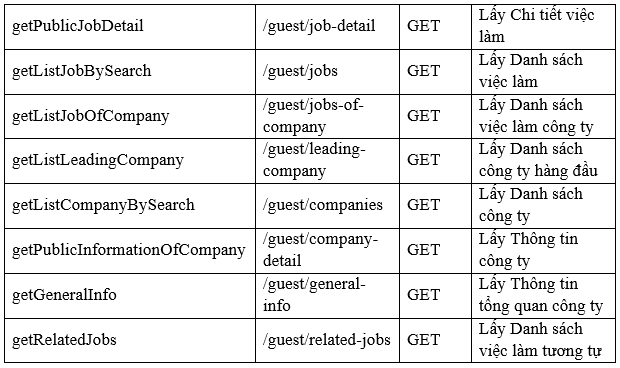 getPublicJobDetail /guest/job-detail GET Lấy Chi tiết việc
làm
getListJobBySearch /guest/jobs GET Lấy Danh sách
việc làm
getListJobOfCompany /guest/jobs-of-
company GET Lấy Danh sách
việc làm công ty
getListLeadingCompany /guest/leading-
company GET Lấy Danh sách
công ty hàng đầu
getListCompanyBySearch /guest/companies GET Lấy Danh sách
công ty
getPublicInformationOfCompany /guest/company-
detail GET Lấy Thông tin
công ty
getGeneralInfo /guest/general-
info GET Lấy Thông tin
tổng quan công ty
getRelatedJobs /guest/related-jobs GET Lấy Danh sách
việc làm tương tự